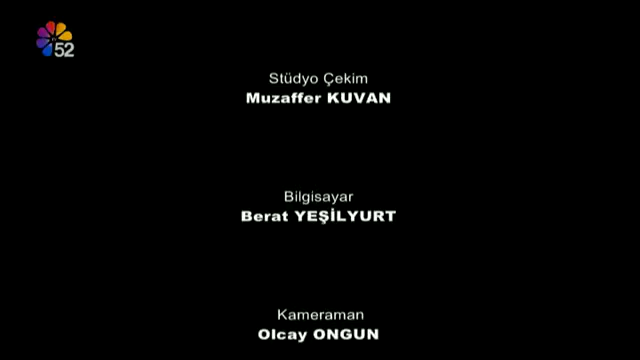 52
Stüdyo Çekim
Muzaffer KUVAN
Bilgisayar
Berat YEŞİLYURT
Kameraman
Olcay ONGUN